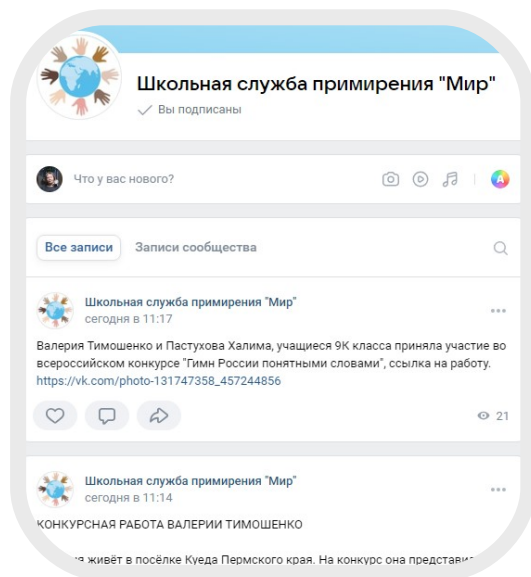 Школьная служба примирения "Мир"
Вы подписаны
Что у вас нового?
Все записи Записи сообщества
Школьная служба примирения "Мир"
сегодня в 11:17
Валерия Тимошенко и Пастухова Халима, учащиеся 9К класса приняла участие во
всероссийском конкурсе "Гимн России понятными словами", ссылка на работу.
https://vk.com/photo-131747358_457244856
21
Школьная служба примирения "Мир"
сегодня в 11:14
КОНКУРСНАЯ РАБОТА ВАЛЕРИИ ТИМОШЕНКО
живёт в посёлке Куеда Пермского края. На конкурс она